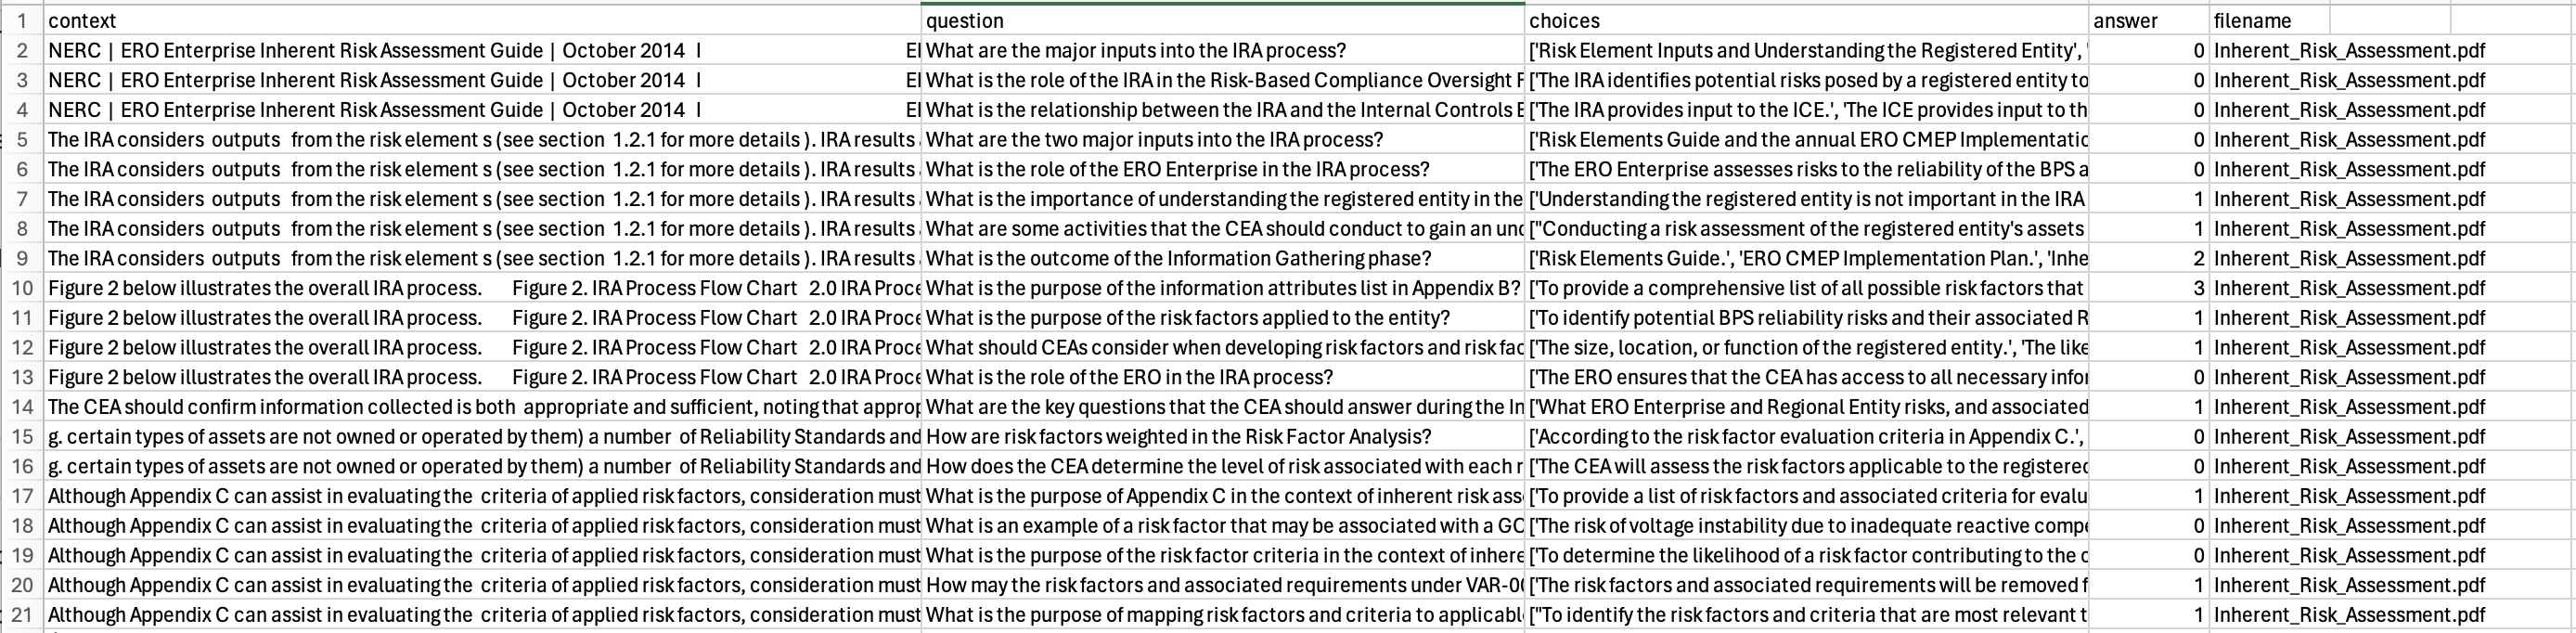 1 context question choices answer filename
2 NERC | ERO Enterprise Inherent Risk Assessment Guide | October 2014 I El What are the major inputs into the IRA process? ['Risk Element Inputs and Understanding the Registered Entity', ' 0 Inherent_Risk_Assessment.pdf
3 NERC | ERO Enterprise Inherent Risk Assessment Guide | October 2014 I El What is the role of the IRA in the Risk-Based Compliance Oversight F ['The IRA identifies potential risks posed by a registered entity to 0 Inherent_Risk_Assessment.pdf
4 NERC | ERO Enterprise Inherent Risk Assessment Guide | October 2014 I El What is the relationship between the IRA and the Internal Controls E ['The IRA provides input to the ICE.', 'The ICE provides input to th 0 Inherent_Risk_Assessment.pdf
5 The IRA considers outputs from the risk element s (see section 1.2.1 for more details ). IRA results What are the two major inputs into the IRA process? ['Risk Elements Guide and the annual ERO CMEP Implementatic 0 Inherent_Risk_Assessment.pdf
6 The IRA considers outputs from the risk element s (see section 1.2.1 for more details ). IRA results What is the role of the ERO Enterprise in the IRA process? ['The ERO Enterprise assesses risks to the reliability of the BPS a 0 Inherent_Risk_Assessment.pdf
7 The IRA considers outputs from the risk element s (see section 1.2.1 for more details ). IRA results What is the importance of understanding the registered entity in the ['Understanding the registered entity is not important in the IRA 1 Inherent_Risk_Assessment.pdf
8 The IRA considers outputs from the risk element s (see section 1.2.1 for more details ). IRA results What are some activities that the CEA should conduct to gain an und ["Conducting a risk assessment of the registered entity's assets 1 Inherent_Risk_Assessment.pdf
9 The IRA considers outputs from the risk element s (see section 1.2.1 for more details ). IRA results What is the outcome of the Information Gathering phase? ['Risk Elements Guide.', 'ERO CMEP Implementation Plan.', 'Inhe 2 Inherent_Risk_Assessment.pdf
10 Figure 2 below illustrates the overall IRA process. Figure 2. IRA Process Flow Chart 2.0 IRA Proce What is the purpose of the information attributes list in Appendix B? ['To provide a comprehensive list of all possible risk factors that 3 Inherent_Risk_Assessment.pdf
11 Figure 2 below illustrates the overall IRA process. Figure 2. IRA Process Flow Chart 2.0 IRA Proce What is the purpose of the risk factors applied to the entity? ['To identify potential BPS reliability risks and their associated R 1 Inherent_Risk_Assessment.pdf
12 Figure 2 below illustrates the overall IRA process. Figure 2. IRA Process Flow Chart 2.0 IRA Proce What should CEAs consider when developing risk factors and risk fac ['The size, location, or function of the registered entity.', 'The like 1 Inherent_Risk_Assessment.pdf
13 Figure 2 below illustrates the overall IRA process. Figure 2. IRA Process Flow Chart 2.0 IRA Proce What is the role of the ERO in the IRA process? ['The ERO ensures that the CEA has access to all necessary infor 0 Inherent_Risk_Assessment.pdf
14 The CEA should confirm information collected is both appropriate and sufficient, noting that approp What are the key questions that the CEA should answer during the In ['What ERO Enterprise and Regional Entity risks, and associated 1 Inherent_Risk_Assessment.pdf
15 g. certain types of assets are not owned or operated by them) a number of Reliability Standards and How are risk factors weighted in the Risk Factor Analysis? ['According to the risk factor evaluation criteria in Appendix C.', 0 Inherent_Risk_Assessment.pdf
16 g. certain types of assets are not owned or operated by them) a number of Reliability Standards and How does the CEA determine the level of risk associated with each r ['The CEA will assess the risk factors applicable to the registered 0 Inherent_Risk_Assessment.pdf
17 Although Appendix C can assist in evaluating the criteria of applied risk factors, consideration must What is the purpose of Appendix C in the context of inherent risk ass ['To provide a list of risk factors and associated criteria for evalu 1 Inherent_Risk_Assessment.pdf
18 Although Appendix C can assist in evaluating the criteria of applied risk factors, consideration must What is an example of a risk factor that may be associated with a GO ['The risk of voltage instability due to inadequate reactive compe 0 Inherent_Risk_Assessment.pdf
19 Although Appendix C can assist in evaluating the criteria of applied risk factors, consideration must What is the purpose of the risk factor criteria in the context of inhere ['To determine the likelihood of a risk factor contributing to the c 0 Inherent_Risk_Assessment.pdf
20 Although Appendix C can assist in evaluating the criteria of applied risk factors, consideration must How may the risk factors and associated requirements under VAR-00 ['The risk factors and associated requirements will be removed f 1 Inherent_Risk_Assessment.pdf
21 Although Appendix C can assist in evaluating the criteria of applied risk factors, consideration must What is the purpose of mapping risk factors and criteria to applicabl ["To identify the risk factors and criteria that are most relevant t 1 Inherent_Risk_Assessment.pdf